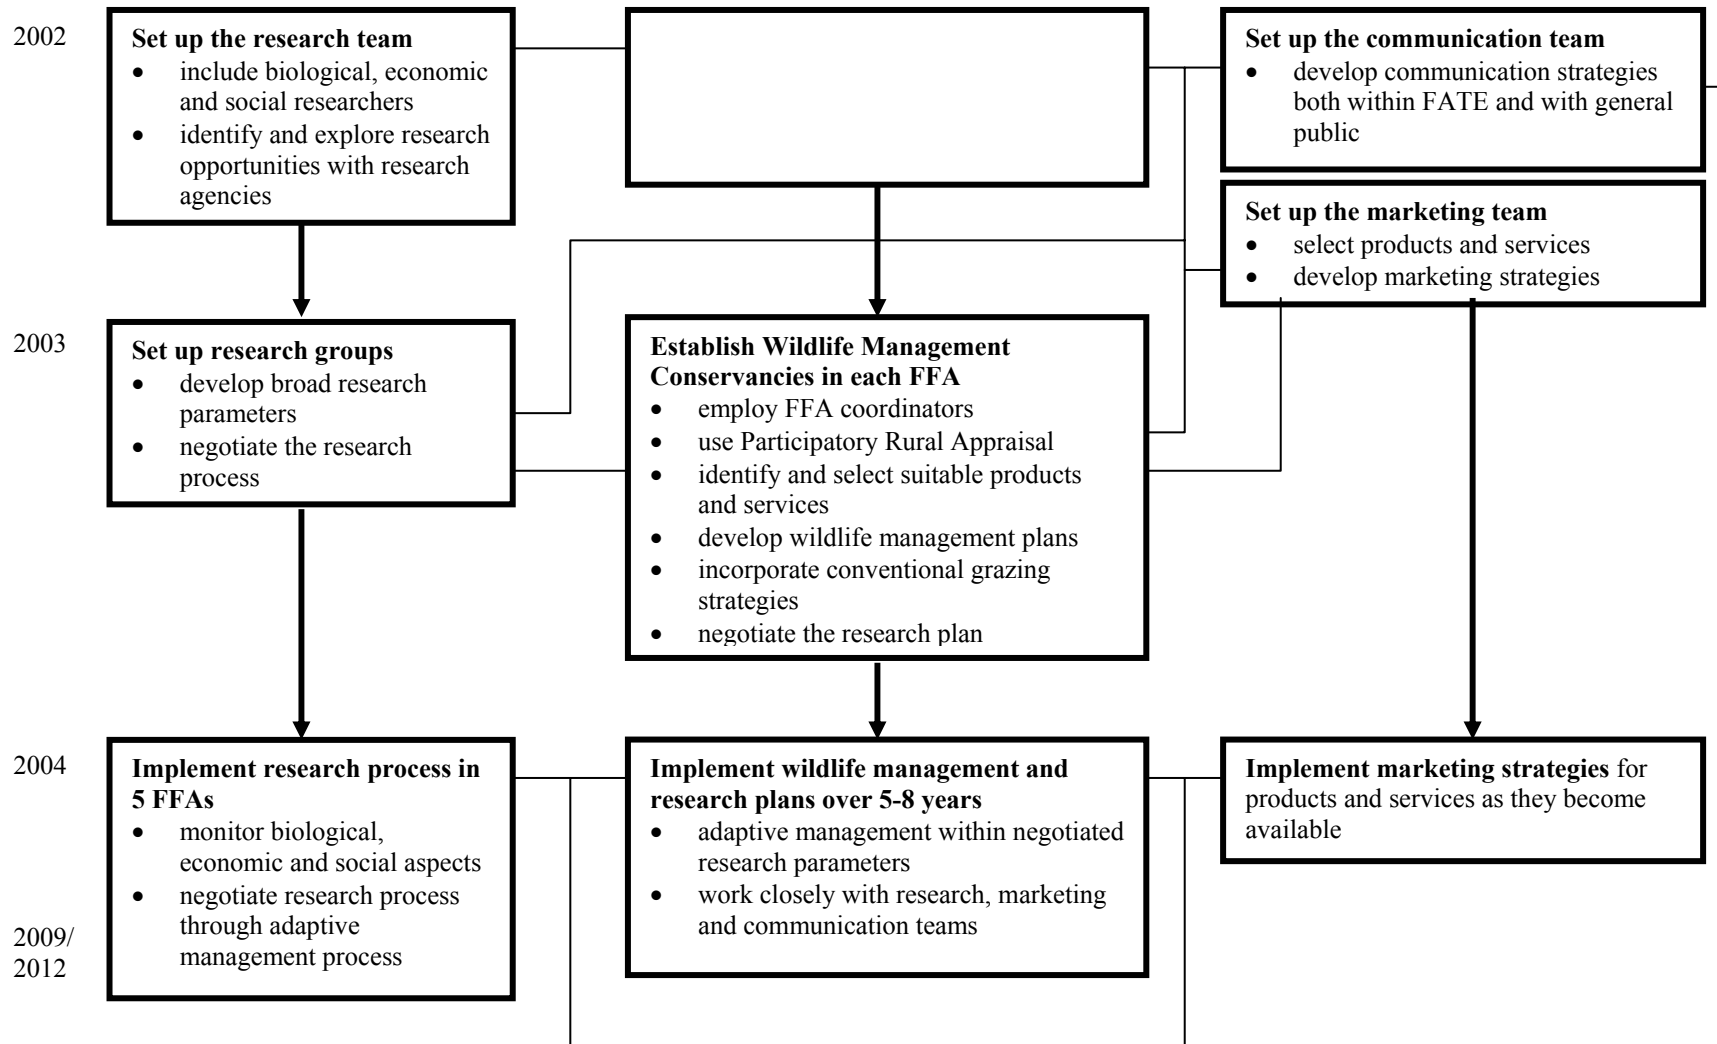 2002
Set up the research team
• include biological, economic
and social researchers
• identify and explore research
opportunities with research
agencies
Set up the communication team
• develop communication strategies
both within FATE and with general
public
Set up the marketing team
• select products and services
• develop marketing strategies
2003
Set up research groups
• develop broad research
parameters
• negotiate the research
process
Establish Wildlife Management
Conservancies in each FFA
• employ FFA coordinators
• use Participatory Rural Appraisal
• identify and select suitable products
and services
• develop wildlife management plans
• incorporate conventional grazing
strategies
• negotiate the research plan
2004
Implement research process in
5 FFAs
• monitor biological,
economic and social aspects
• negotiate research process
through adaptive
management process
Implement wildlife management and
research plans over 5-8 years
• adaptive management within negotiated
research parameters
• work closely with research, marketing
and communication teams
Implement marketing strategies for
products and services as they become
available
2009/
2012